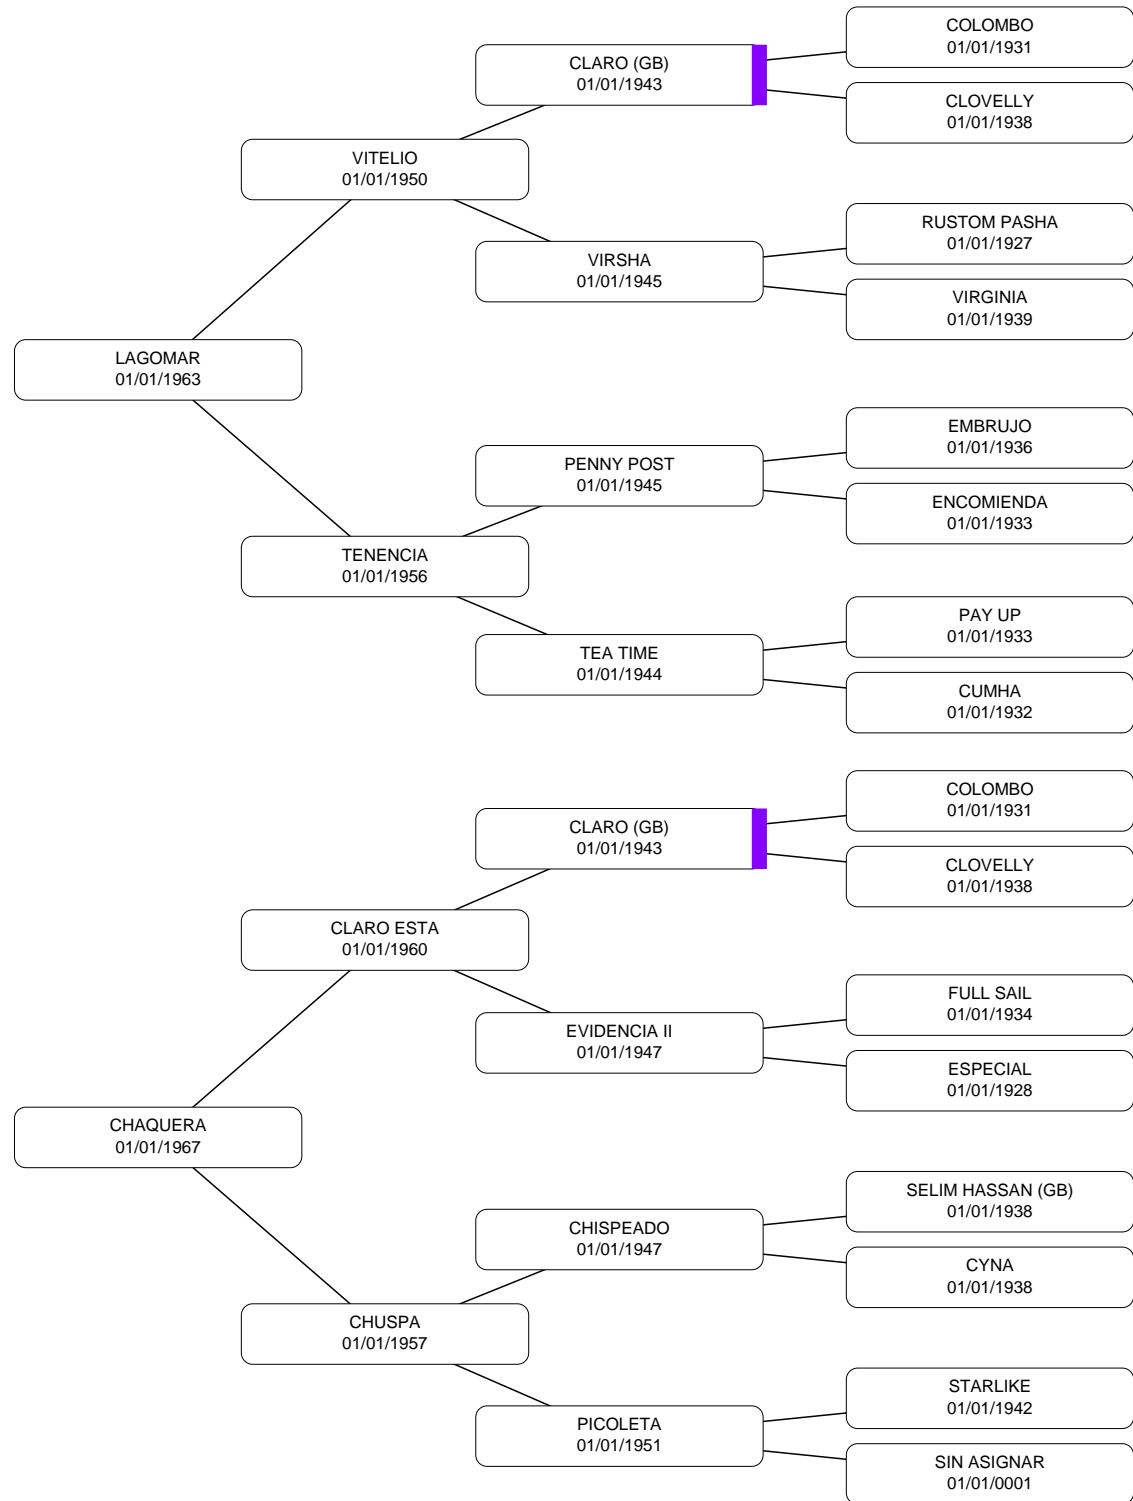 COLOMBO
01/01/1931
CLARO (GB)
01/01/1943
CLOVELLY
01/01/1938
VITELIO
01/01/1950
RUSTOM PASHA
01/01/1927
VIRSHA
01/01/1945
VIRGINIA
01/01/1939
LAGOMAR
01/01/1963
EMBRUJO
01/01/1936
PENNY POST
01/01/1945
ENCOMIENDA
01/01/1933
TENENCIA
01/01/1956
PAY UP
01/01/1933
TEA TIME
01/01/1944
CUMHA
01/01/1932
COLOMBO
01/01/1931
CLARO (GB)
01/01/1943
CLOVELLY
01/01/1938
CLARO ESTA
01/01/1960
FULL SAIL
01/01/1934
EVIDENCIA II
01/01/1947
ESPECIAL
01/01/1928
CHAQUERA
01/01/1967
SELIM HASSAN (GB)
01/01/1938
CHISPEADO
01/01/1947
CYNA
01/01/1938
CHUSPA
01/01/1957
STARLIKE
01/01/1942
PICOLETA
01/01/1951
SIN ASIGNAR
01/01/0001